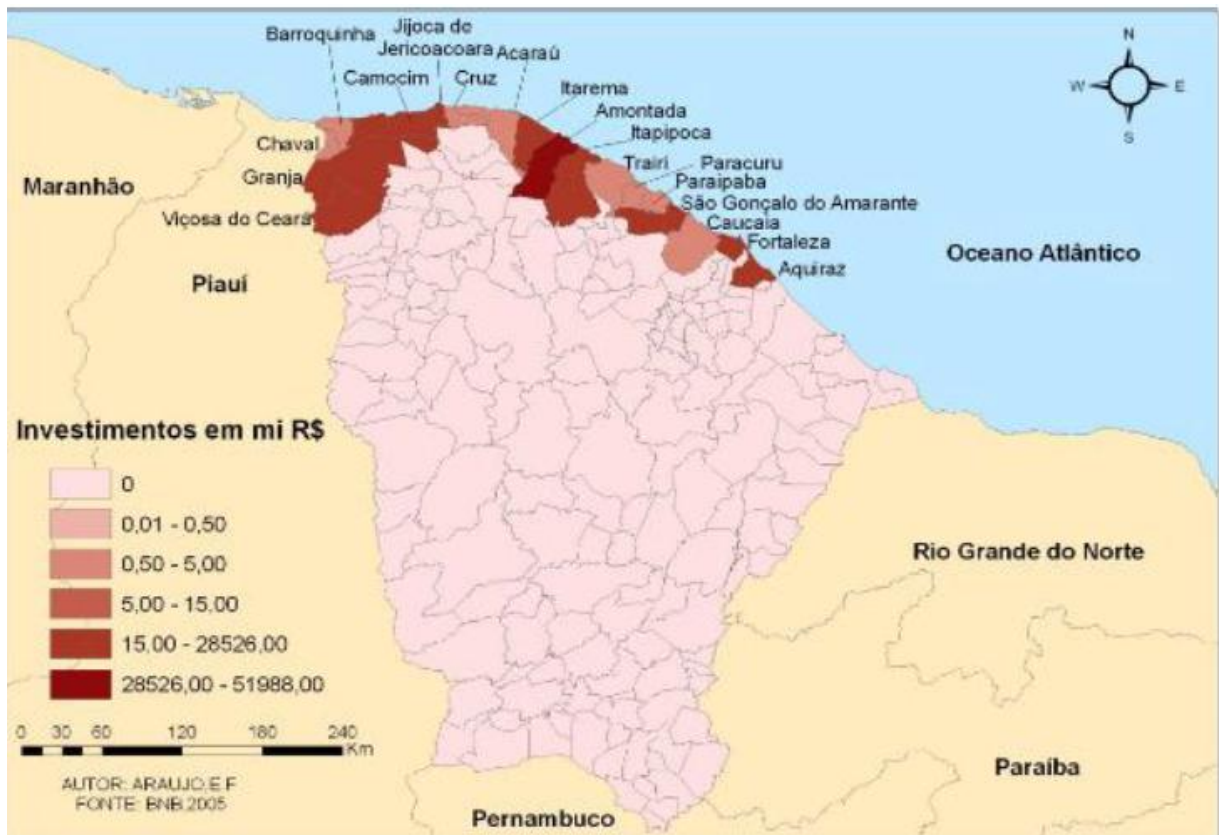 Barroquinha
Jijoca de
Jericoacoara
Acaraú
Camocim
Cruz
Itarema
Amontada
Itapipoca
Chaval
Trairi
Paracuru
Granja
Paraipaba
Maranhão
São Gonçalo do Amarante
Viçosa do Ceará
Caucaia
Fortaleza
Aquiraz
Piauí
Oceano Atlântico
N
W
E
S
Investimentos em mi R$
0
0,01 - 0,50
0,50 - 5,00
5,00 - 15,00
15,00 - 28526,00
28526,00 - 51988,00
0 30 60 120 180 240
Km
AUTOR: ARAUJO,E.F
FONTE: BNB,2005
Rio Grande do Norte
Paraíba
Pernambuco